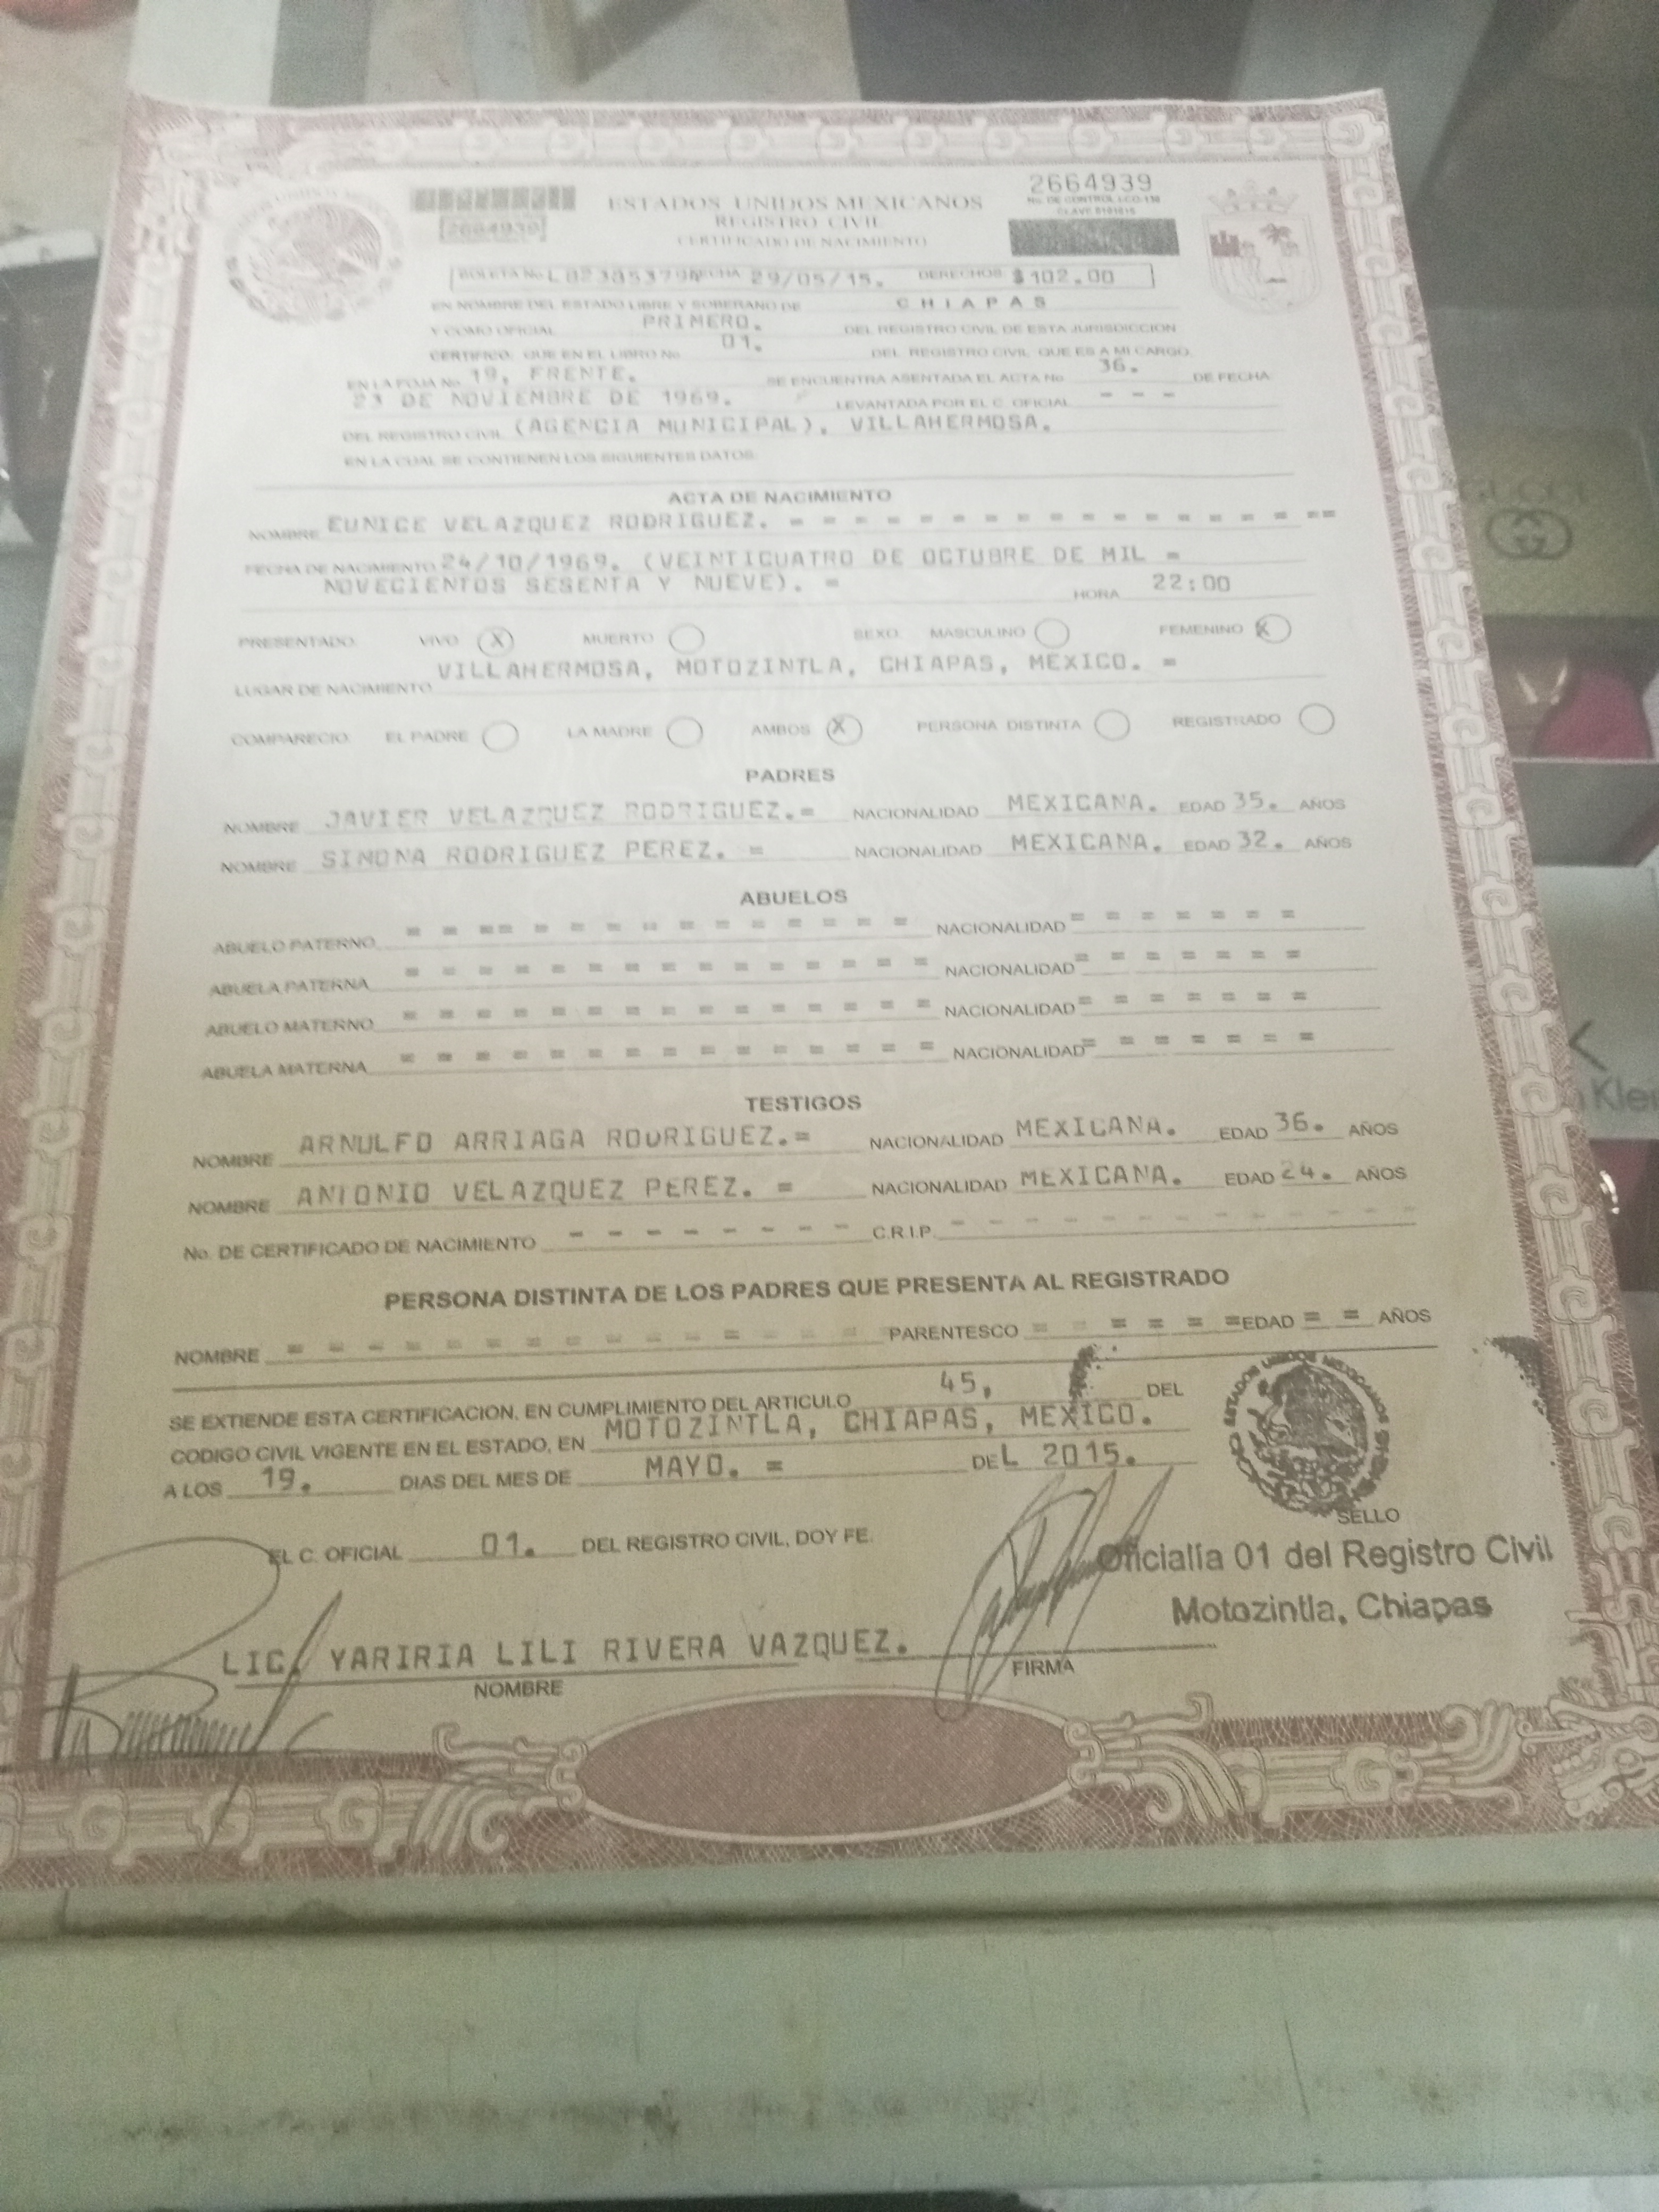 2664939
No. DE CONTROL LCO-136
CLAVE 9101015
2664939
ESTADOS UNIDOS MEXICANOS
REGISTRO CIVIL
CERTIFICADO DE NACIMIENTO
BOLETA No. FECHA 29/05/15. DERECHOS $102.00
EN NOMBRE DEL ESTADO LIBRE Y SOBERANO DE CHIAPAS
Y COMO OFICIAL PRIMERO. DEL REGISTRO CIVIL DE ESTA JURISDICCION
CERTIFICO: QUE EN EL LIBRO No. 01. DEL REGISTRO CIVIL QUE ES A MI CARGO.
EN LA FOJA No. 19, FRENTE. SE ENCUENTRA ASENTADA EL ACTA No. 36. DE FECHA
23 DE NOVIEMBRE DE 1969. LEVANTADA POR EL C. OFICIAL - - -
DEL REGISTRO CIVIL (AGENCIA MUNICIPAL), VILLAHERMOSA.
EN LA CUAL SE CONTIENEN LOS SIGUIENTES DATOS:
ACTA DE NACIMIENTO
NOMBRE EUNICE VELAZQUEZ RODRIGUEZ. = = = = = = = = = = = = = = = = = ==
FECHA DE NACIMIENTO 24/10/1969. (VEINTICUATRO DE OCTUBRE DE MIL =
NOVECIENTOS SESENTA Y NUEVE). = HORA 22:00
PRESENTADO: VIVO (X) MUERTO SEXO: MASCULINO FEMENINO (X)
LUGAR DE NACIMIENTO VILLAHERMOSA, MOTOZINTLA, CHIAPAS, MEXICO. =
COMPARECIO: EL PADRE LA MADRE AMBOS (X) PERSONA DISTINTA REGISTRADO
PADRES
NOMBRE JAVIER VELAZQUEZ RODRIGUEZ.= NACIONALIDAD MEXICANA. EDAD 35. AÑOS
NOMBRE SIMONA RODRIGUEZ PEREZ. = NACIONALIDAD MEXICANA. EDAD 32. AÑOS
ABUELOS
ABUELO PATERNO = = == = = = = = = = = = = NACIONALIDAD = = = = = = =
ABUELA PATERNA = = = = = = = = = = = = = = NACIONALIDAD = = = = = = =
ABUELO MATERNO = = = = = = = = = = = = = = NACIONALIDAD = = = = = = =
ABUELA MATERNA = = = = = = = = = = = = = = NACIONALIDAD = = = = = = =
TESTIGOS
NOMBRE ARNULFO ARRIAGA RODRIGUEZ.= NACIONALIDAD MEXICANA. EDAD 36. AÑOS
NOMBRE ANTONIO VELAZQUEZ PEREZ. = NACIONALIDAD MEXICANA. EDAD 24. AÑOS
No. DE CERTIFICADO DE NACIMIENTO - - - - - - - - C.R.I.P. - - - - - - - - - - - -
PERSONA DISTINTA DE LOS PADRES QUE PRESENTA AL REGISTRADO
NOMBRE = = = = = = = = = = = = = = PARENTESCO = = = = = = EDAD = = AÑOS
SE EXTIENDE ESTA CERTIFICACION, EN CUMPLIMIENTO DEL ARTICULO 45, DEL
CODIGO CIVIL VIGENTE EN EL ESTADO, EN MOTOZINTLA, CHIAPAS, MEXICO.
A LOS 19. DIAS DEL MES DE MAYO. = DEL 2015.
ESTADOS UNIDOS MEXICANOS
SELLO
EL C. OFICIAL 01. DEL REGISTRO CIVIL, DOY FE.
Oficialía 01 del Registro Civil
Motozintla, Chiapas
LIC. YARIRIA LILI RIVERA VAZQUEZ.
NOMBRE FIRMA